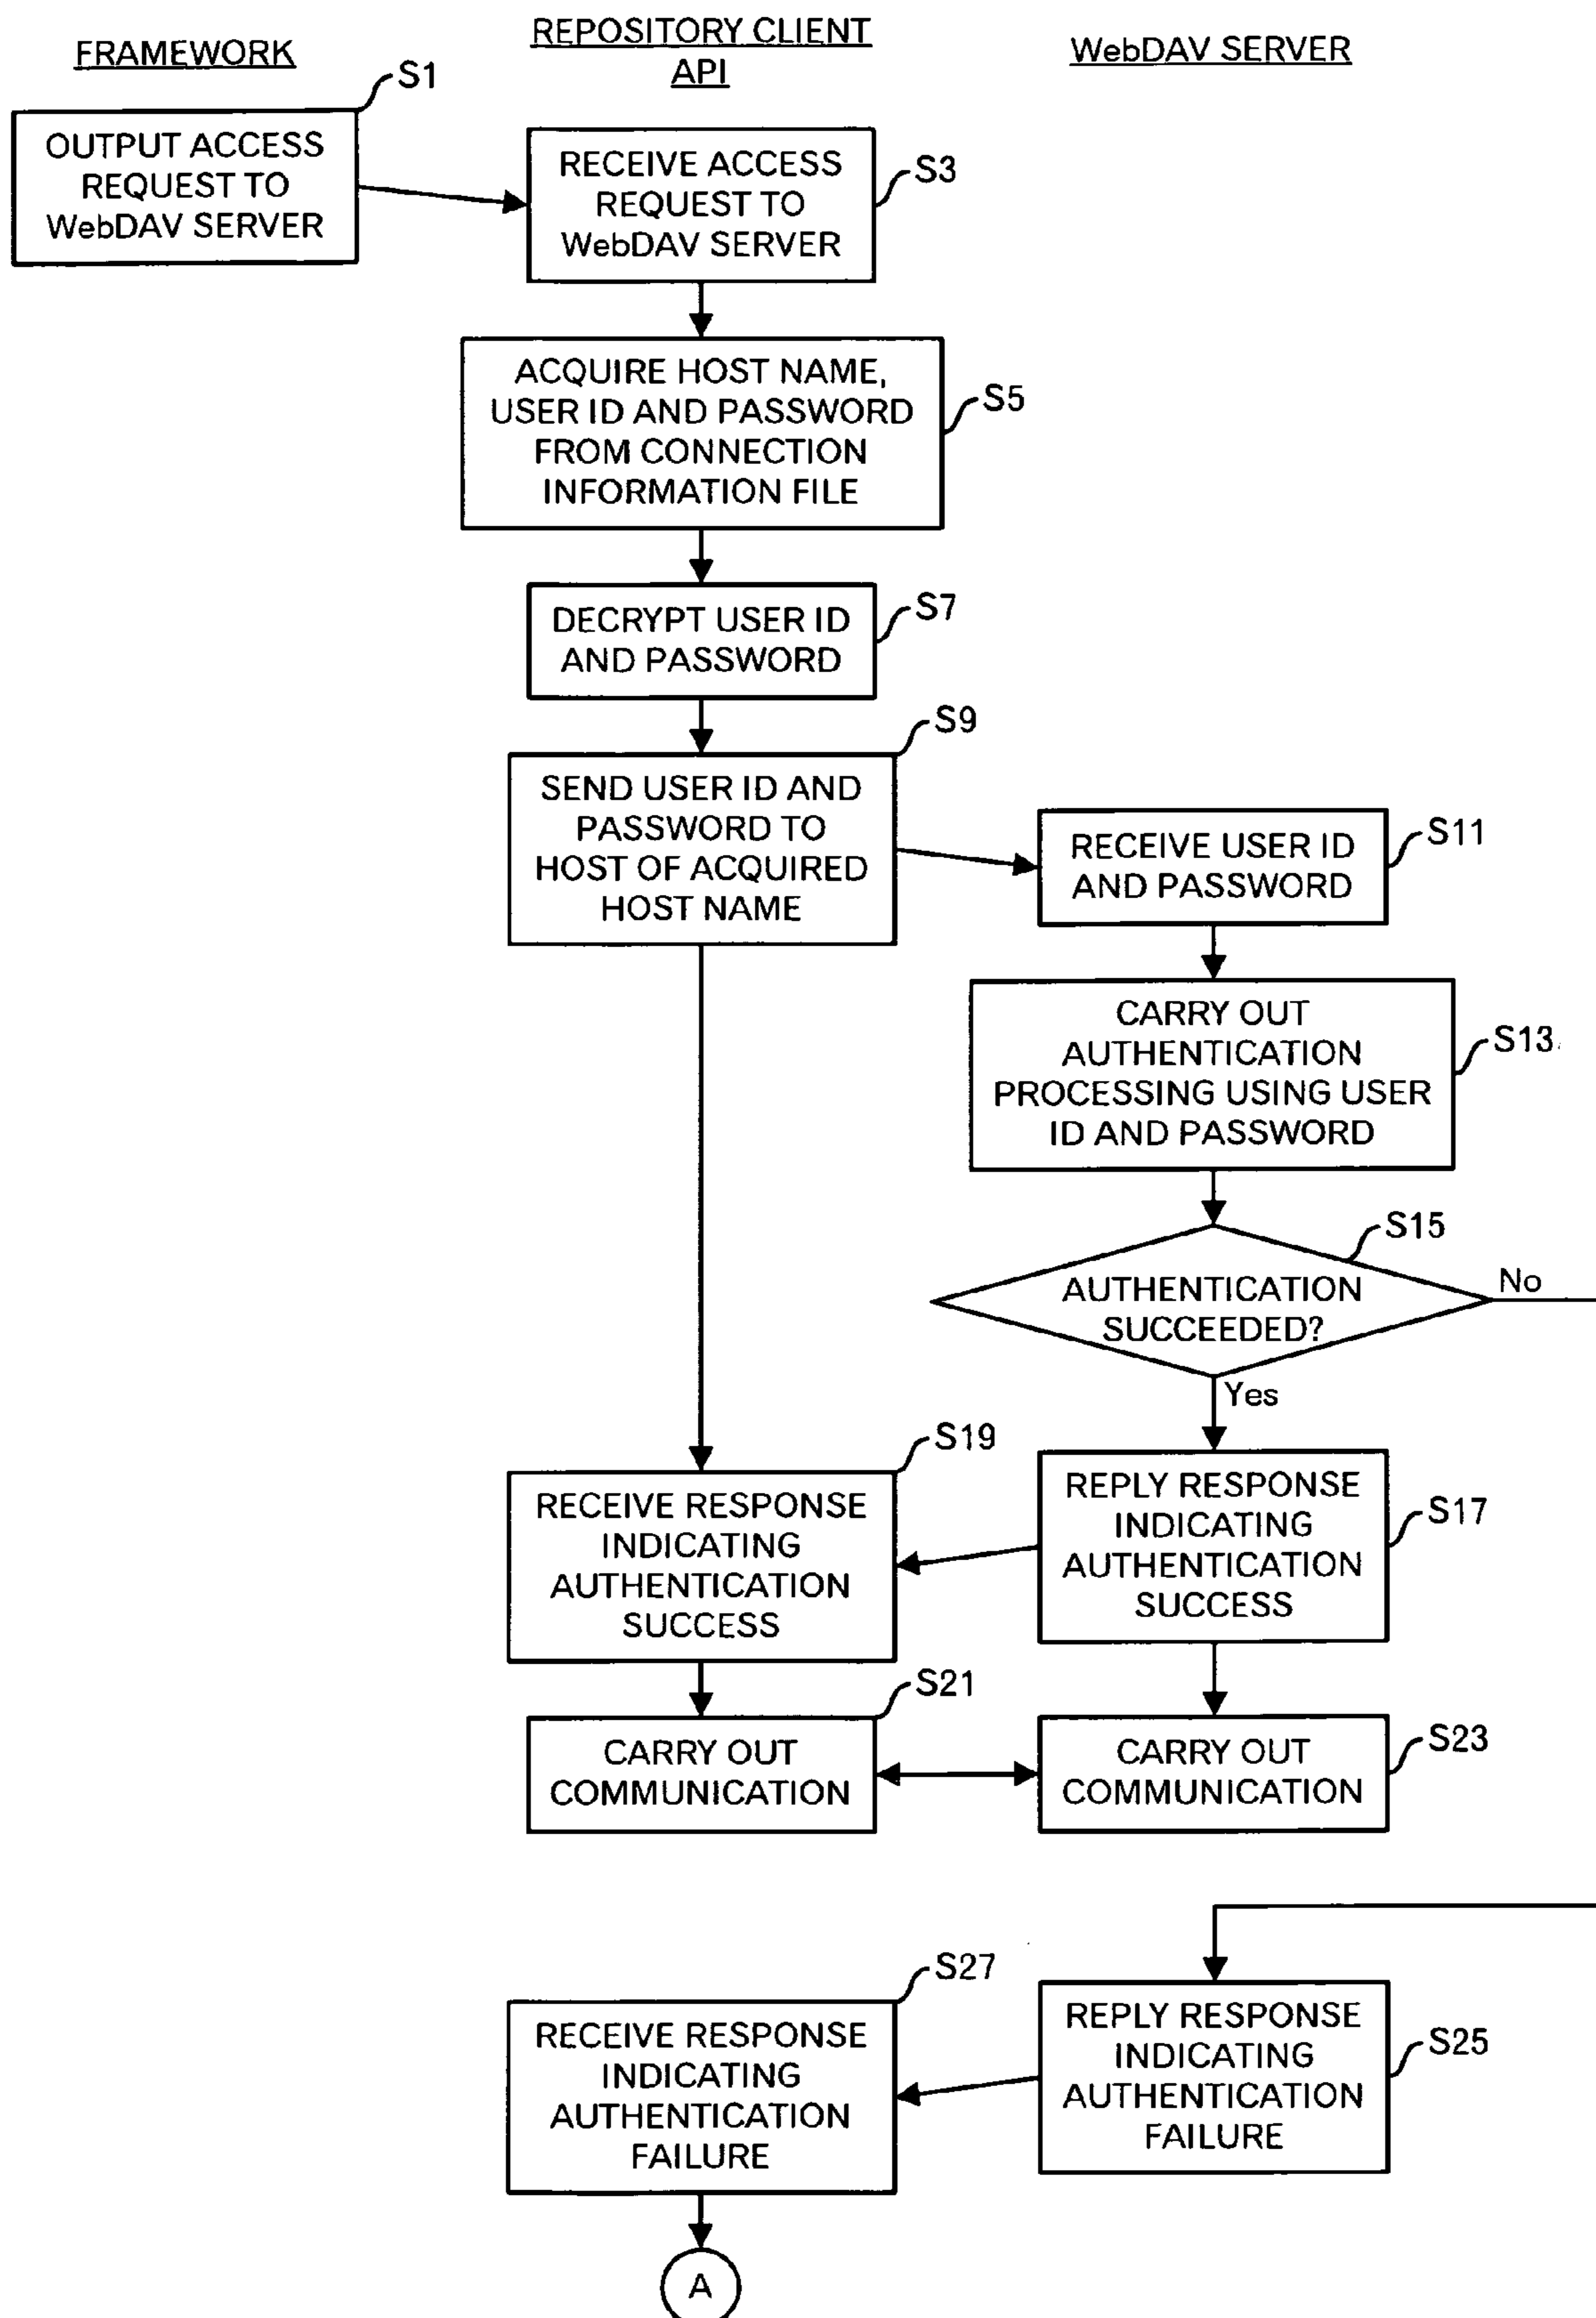 FRAMEWORK
REPOSITORY CLIENT
API
WebDAV SERVER
S1
OUTPUT ACCESS
REQUEST TO
WebDAV SERVER
RECEIVE ACCESS
REQUEST TO
WebDAV SERVER
S3
ACQUIRE HOST NAME,
USER ID AND PASSWORD
FROM CONNECTION
INFORMATION FILE
S5
DECRYPT USER ID
AND PASSWORD
S7
S9
SEND USER ID AND
PASSWORD TO
HOST OF ACQUIRED
HOST NAME
RECEIVE USER ID
AND PASSWORD
S11
CARRY OUT
AUTHENTICATION
PROCESSING USING USER
ID AND PASSWORD
S13
S15
AUTHENTICATION
SUCCEEDED?
No
Yes
S19
RECEIVE RESPONSE
INDICATING
AUTHENTICATION
SUCCESS
REPLY RESPONSE
INDICATING
AUTHENTICATION
SUCCESS
S17
S21
CARRY OUT
COMMUNICATION
CARRY OUT
COMMUNICATION
S23
S27
RECEIVE RESPONSE
INDICATING
AUTHENTICATION
FAILURE
REPLY RESPONSE
INDICATING
AUTHENTICATION
FAILURE
S25
A